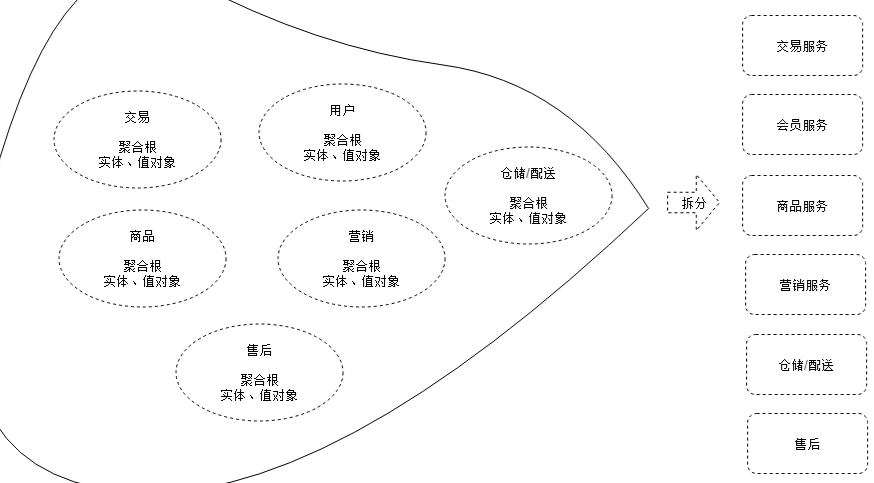 交易
聚合根
实体、值对象
用户
聚合根
实体、值对象
仓储/配送
聚合根
实体、值对象
商品
聚合根
实体、值对象
营销
聚合根
实体、值对象
售后
聚合根
实体、值对象
拆分
交易服务
会员服务
商品服务
营销服务
仓储/配送
售后